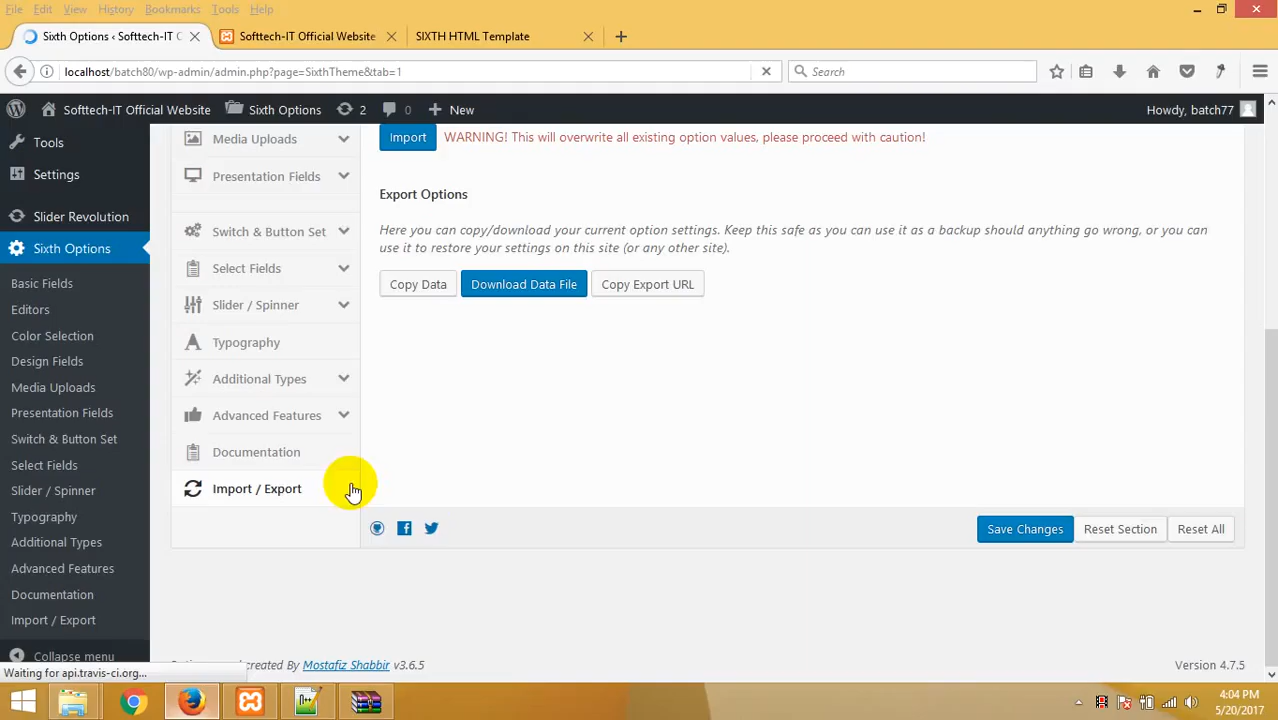 File Edit View History Bookmarks Tools Help
Sixth Options ‹ Softtech-IT O
Softtech-IT Official Website
SIXTH HTML Template
localhost/batch80/wp-admin/admin.php?page=SixthTheme&tab=1
Search
Softtech-IT Official Website
Sixth Options
2
0
New
Howdy, batch77
Tools
Settings
Slider Revolution
Sixth Options
Basic Fields
Editors
Color Selection
Design Fields
Media Uploads
Presentation Fields
Switch & Button Set
Select Fields
Slider / Spinner
Typography
Additional Types
Advanced Features
Documentation
Import / Export
Collapse menu
Media Uploads
Presentation Fields
Switch & Button Set
Select Fields
Slider / Spinner
Typography
Additional Types
Advanced Features
Documentation
Import / Export
Import
WARNING! This will overwrite all existing option values, please proceed with caution!
Export Options
Here you can copy/download your current option settings. Keep this safe as you can use it as a backup should anything go wrong, or you can
use it to restore your settings on this site (or any other site).
Copy Data
Download Data File
Copy Export URL
Save Changes
Reset Section
Reset All
created By Mostafiz Shabbir v3.6.5
Version 4.7.5
Waiting for api.travis-ci.org...
4:04 PM
5/20/2017